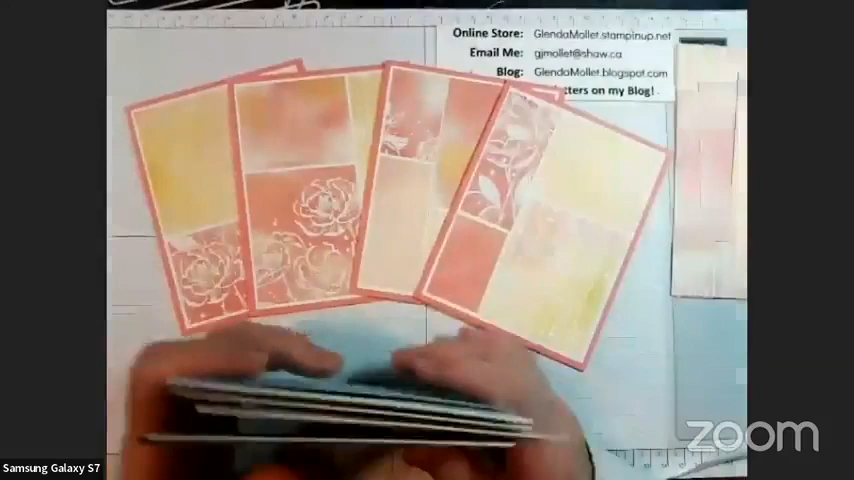 Online Store: GlendaMollet.stampinup.net
Email Me: gjmollet@shaw.ca
Blog: GlendaMollet.blogspot.com
on my Blog!
zoom
Samsung Galaxy S7